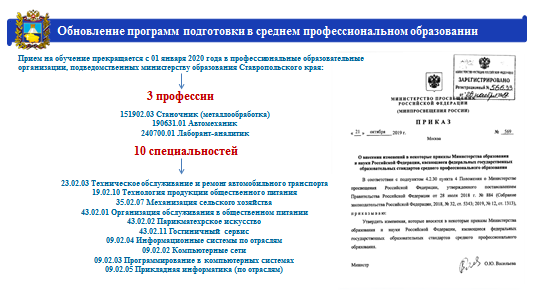 Обновление программ подготовки в среднем профессиональном образовании
Прием на обучение прекращается с 01 января 2020 года в профессиональные образовательные
организации, подведомственных министерству образования Ставропольского края:
3 профессии
151902.03 Станочник (металлообработка)
190631.01 Автомеханик
240700.01 Лаборант-аналитик
10 специальностей
23.02.03 Техническое обслуживание и ремонт автомобильного транспорта
19.02.10 Технология продукции общественного питания
35.02.07 Механизация сельского хозяйства
43.02.01 Организация обслуживания в общественном питании
43.02.02 Парикмахерское искусство
43.02.11 Гостиничный сервис
09.02.04 Информационные системы по отраслям
09.02.02 Компьютерные сети
09.02.03 Программирование в компьютерных системах
09.02.05 Прикладная информатика (по отраслям)
ЗАРЕГИСТРИРОВАНО
Регистрационный №
МИНИСТЕРСТВО ПРОСВЕЩЕНИЯ
РОССИЙСКОЙ ФЕДЕРАЦИИ
(МИНПРОСВЕЩЕНИЯ РОССИИ)
ПРИКАЗ
« 21 » октября 2019 г. № 569
Москва
О внесении изменений в некоторые приказы Министерства образования
и науки Российской Федерации, касающиеся федеральных государственных
образовательных стандартов среднего профессионального образования
В соответствии с подпунктом 4.2.30 пункта 4 Положения о Министерстве
просвещения Российской Федерации, утвержденного постановлением
Правительства Российской Федерации от 28 июля 2018 г. № 884 (Собрание
законодательства Российской Федерации, 2018, № 32, ст. 5343; 2019, № 12, ст. 1313),
приказываю:
Утвердить изменения, которые вносятся в некоторые приказы Министерства
образования и науки Российской Федерации, касающиеся федеральных
государственных образовательных стандартов среднего профессионального
образования.
Министр О.Ю. Васильева